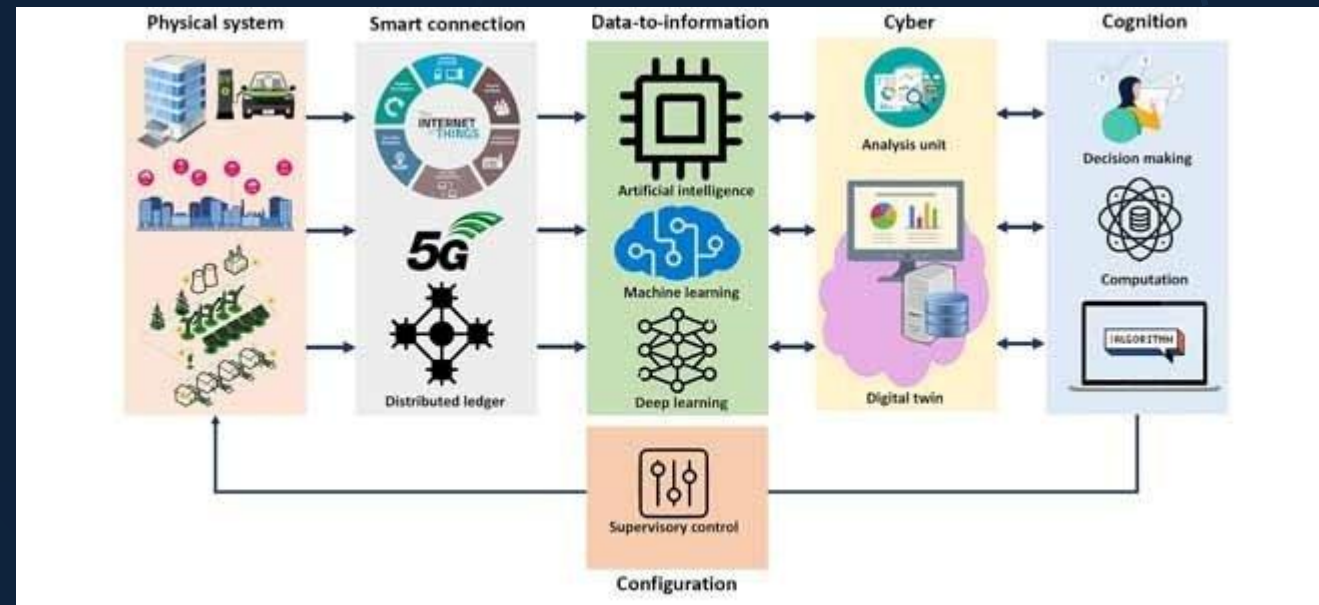 Physical system
Smart connection
Data-to-information
Cyber
Cognition
INTERNET
THINGS
5G
Distributed ledger
Artificial intelligence
Machine learning
Deep learning
Analysis unit
Digital twin
Decision making
Computation
ALGORITHM
Supervisory control
Configuration